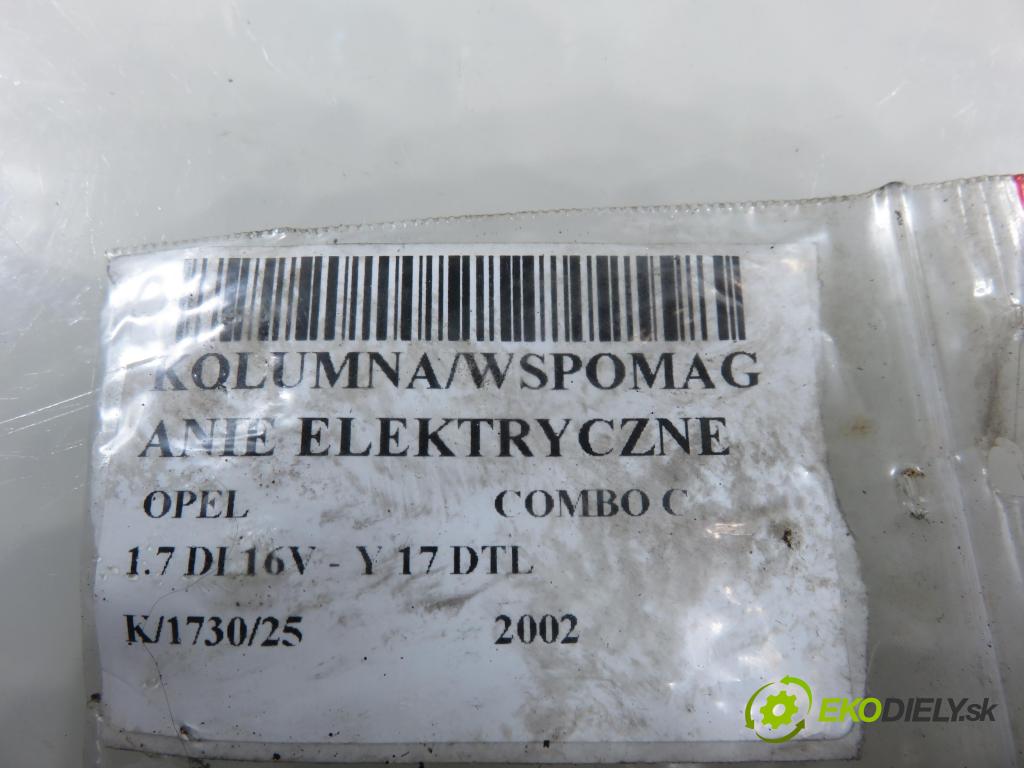 KOLUMNA/WSPOMAG
ANIE ELEKTRYCZNE
OPEL COMBO C
1.7 DI 16V - Y 17 DTL
K/1730/25 2002
EKODIELY.sk